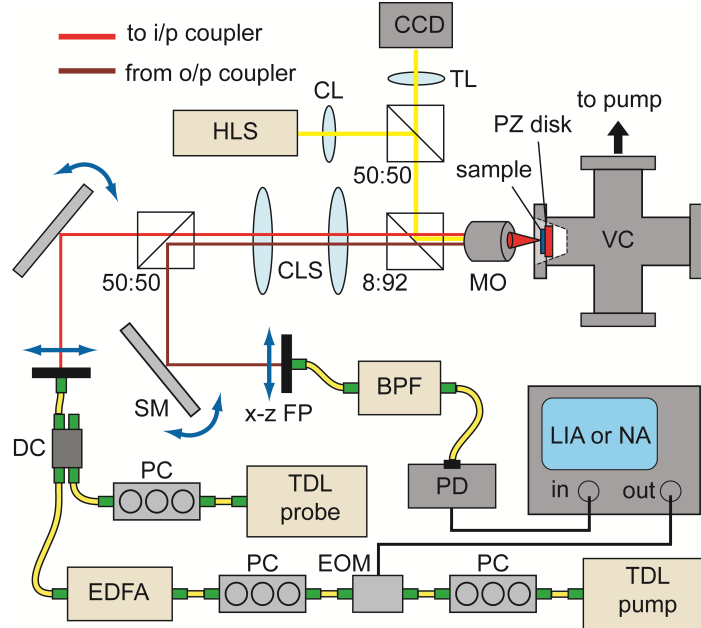 to i/p coupler
from o/p coupler
CCD
TL
CL
HLS
50:50
to pump
PZ disk
sample
VC
50:50
CLS
8:92
MO
SM
x-z FP
BPF
LIA or NA
in
out
PD
DC
PC
TDL
probe
EDFA
PC
EOM
PC
TDL
pump